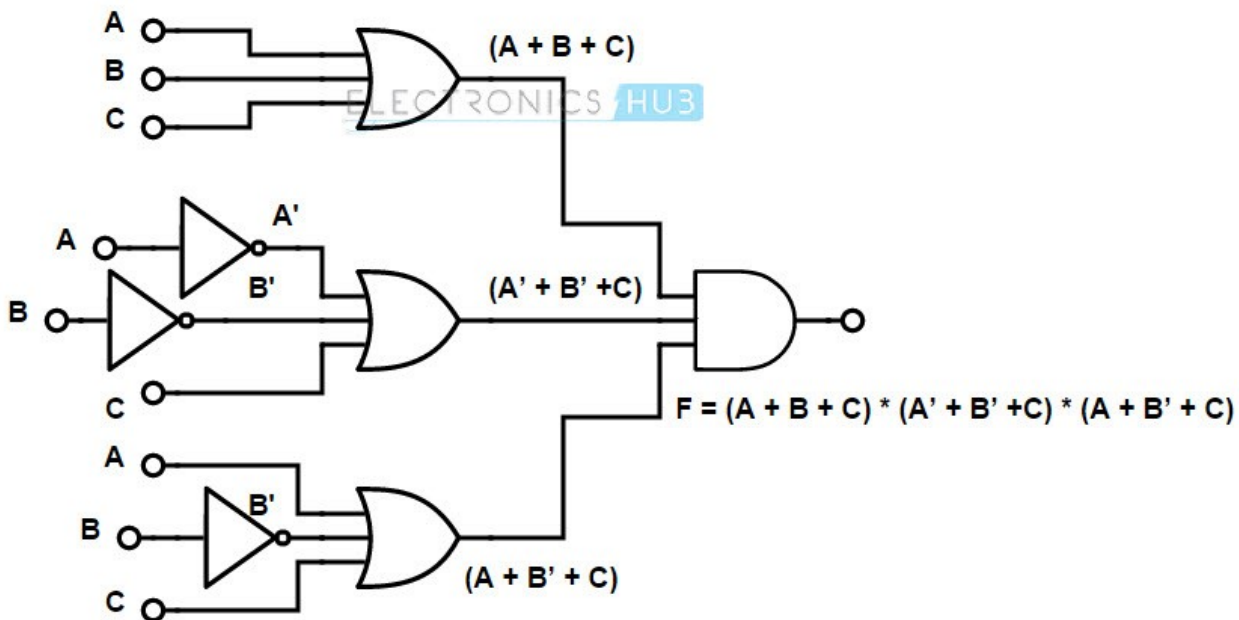 A
B
C
(A + B + C)
ELECTRONICS HUB
A
A'
B
B'
(A' + B' +C)
C
F = (A + B + C) * (A’ + B’ +C) * (A + B’ + C)
A
B
B'
C
(A + B’ + C)